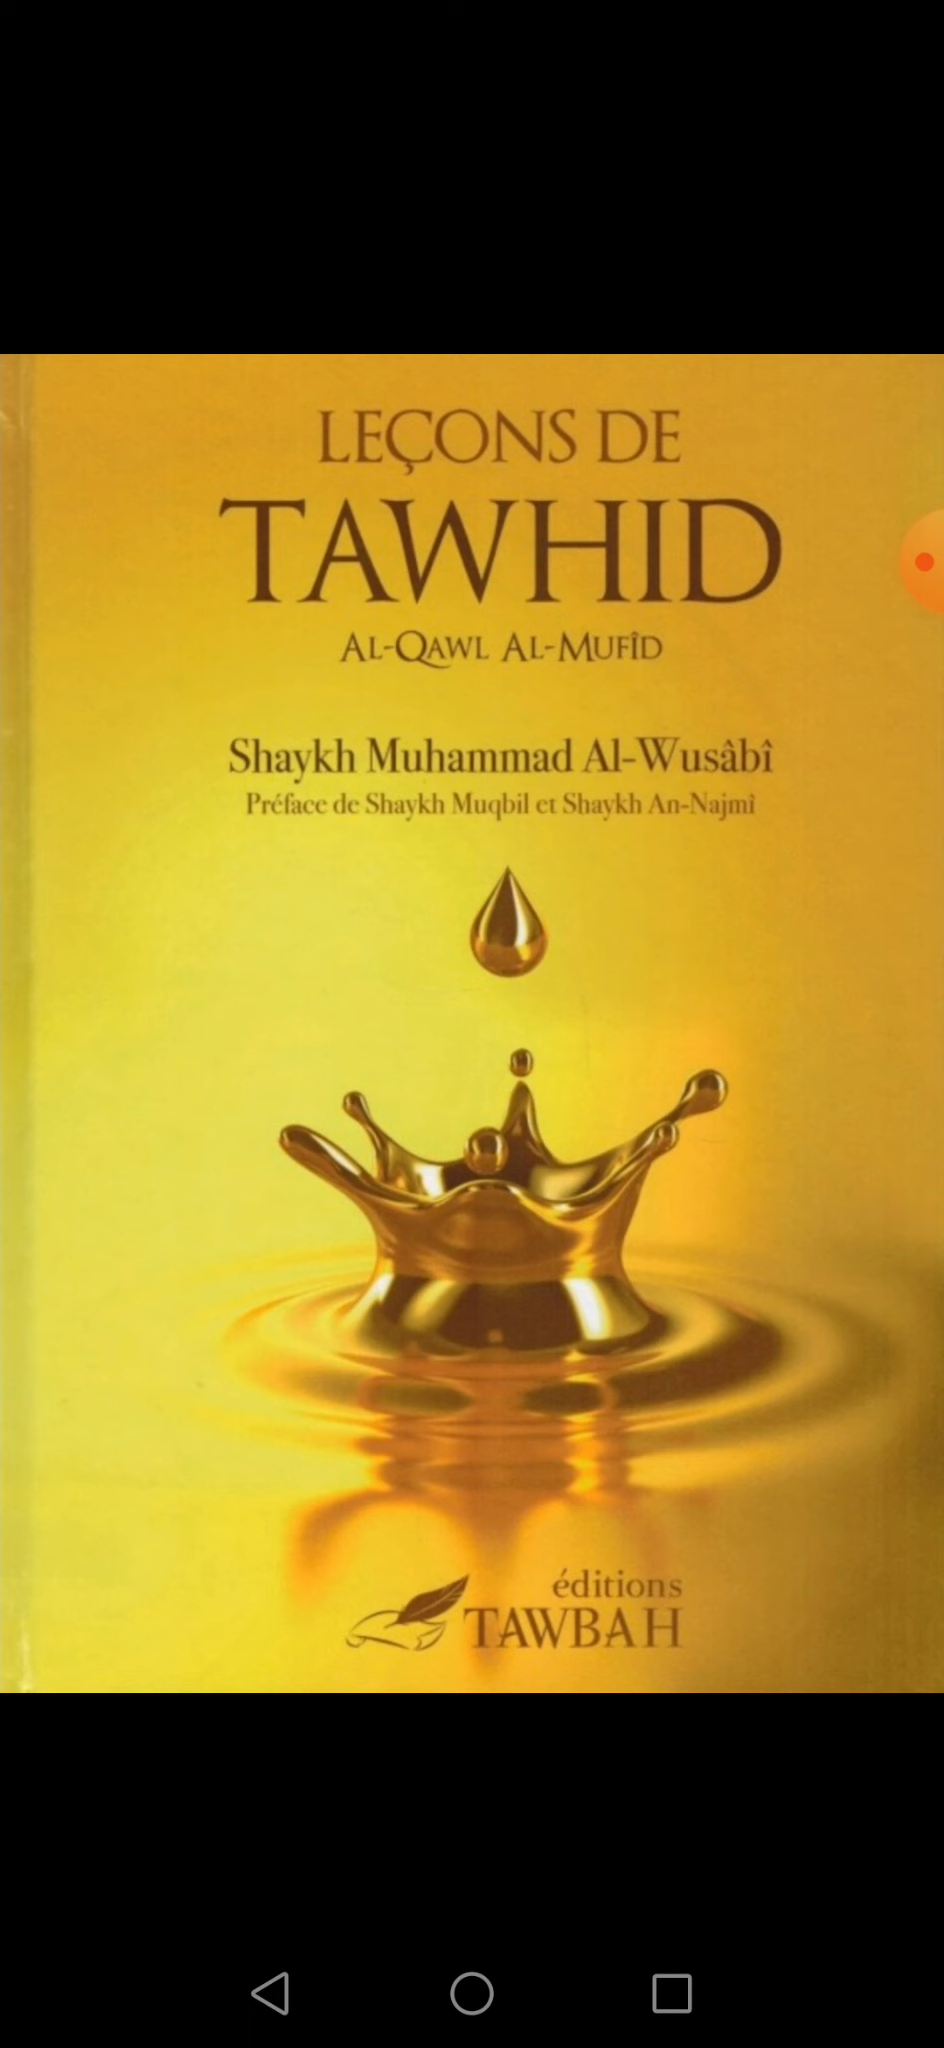 LEÇONS DE
TAWHID
AL-QAWL AL-MUFÎD
Shaykh Muhammad Al-Wusâbî
Préface de Shaykh Muqbil et Shaykh An-Najmî
éditions
TAWBAH